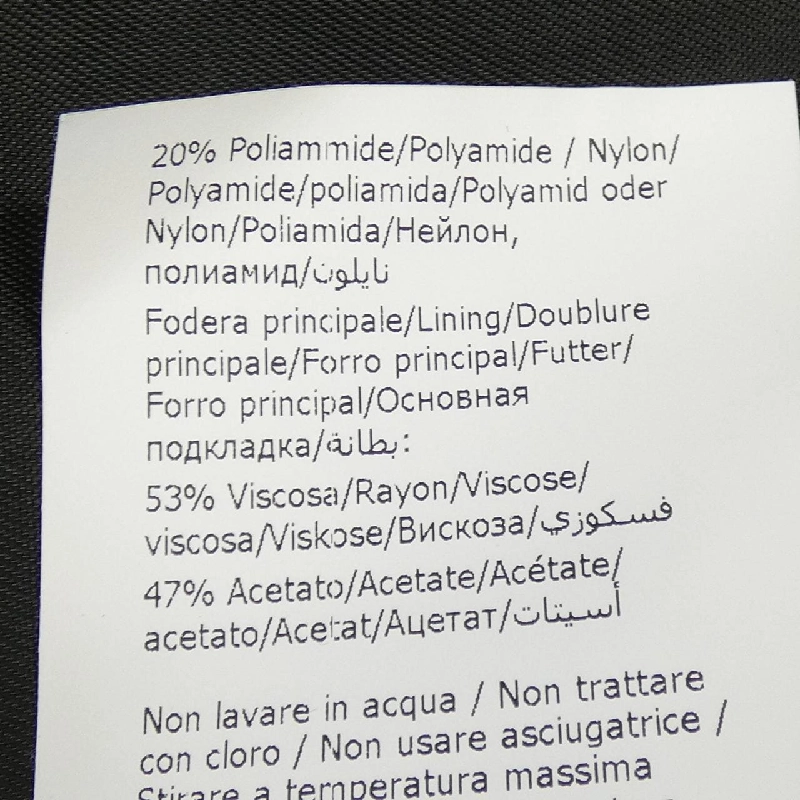 20% Poliammide/Polyamide / Nylon/
Polyamide/poliamida/Polyamid oder
Nylon/Poliamida/Нейлон,
полиамид/نايلون
Fodera principale/Lining/Doublure
principale/Forro principal/Futter/
Forro principal/Основная
подкладка/بطانة:
53% Viscosa/Rayon/Viscose/
viscosa/Viskose/Вискоза/فسكوزي
47% Acetato/Acetate/Acétate/
acetato/Acetat/Ацетат/أسيتات
Non lavare in acqua / Non trattare
con cloro / Non usare asciugatrice /
Stirare a temperatura massima